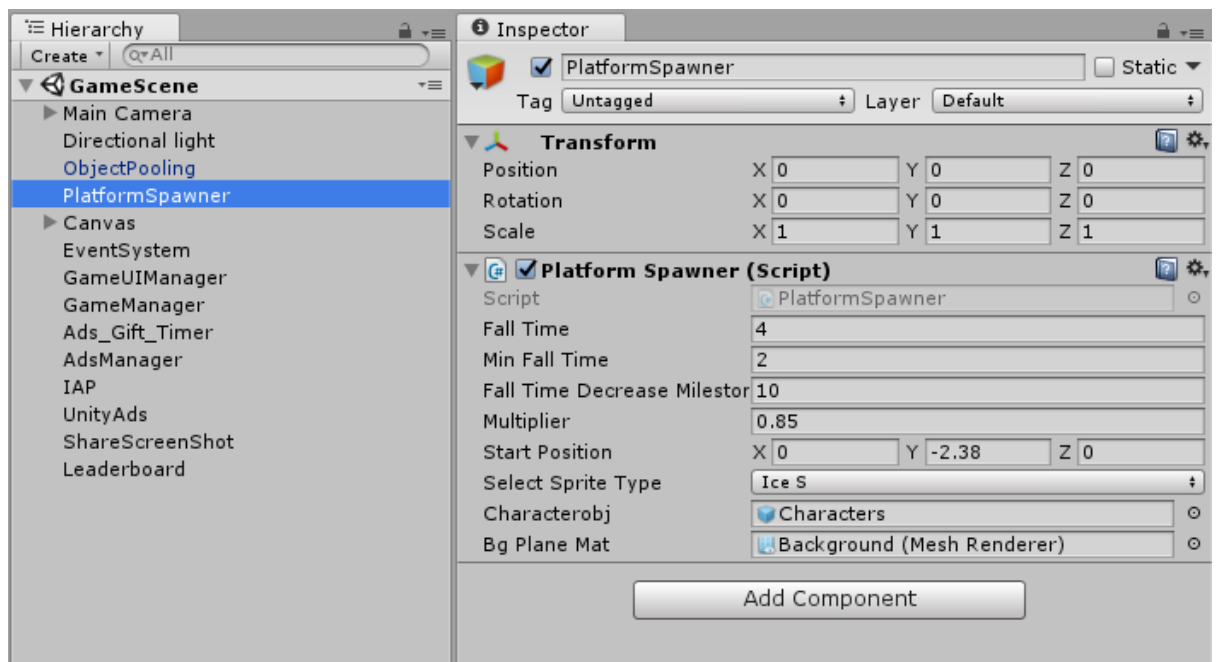 Hierarchy
Create All
GameScene
Main Camera
Directional light
ObjectPooling
PlatformSpawner
Canvas
EventSystem
GameUIManager
GameManager
Ads_Gift_Timer
AdsManager
IAP
UnityAds
ShareScreenShot
Leaderboard
Inspector
PlatformSpawner Static
Tag Untagged Layer Default
Transform
Position X 0 Y 0 Z 0
Rotation X 0 Y 0 Z 0
Scale X 1 Y 1 Z 1
Platform Spawner (Script)
Script PlatformSpawner
Fall Time 4
Min Fall Time 2
Fall Time Decrease Milestor 10
Multiplier 0.85
Start Position X 0 Y -2.38 Z 0
Select Sprite Type Ice S
Characterobj Characters
Bg Plane Mat Background (Mesh Renderer)
Add Component